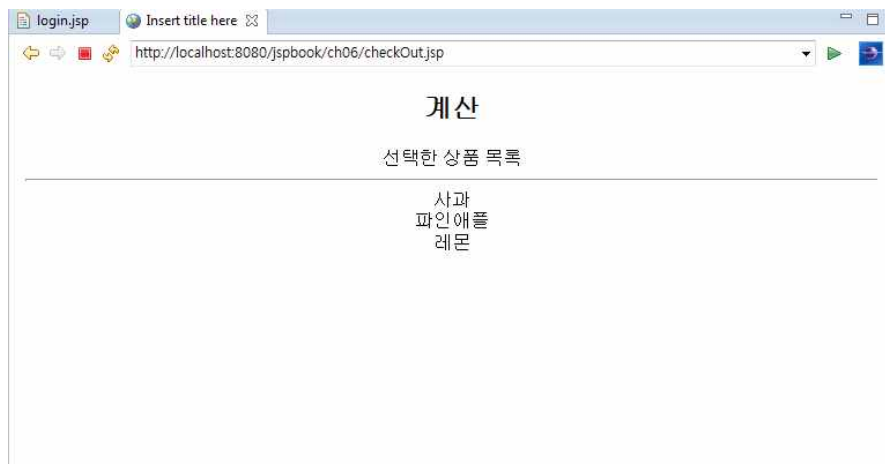 login.jsp
Insert title here
http://localhost:8080/jspbook/ch06/checkOut.jsp
계산
선택한 상품 목록
사과
파인애플
레몬